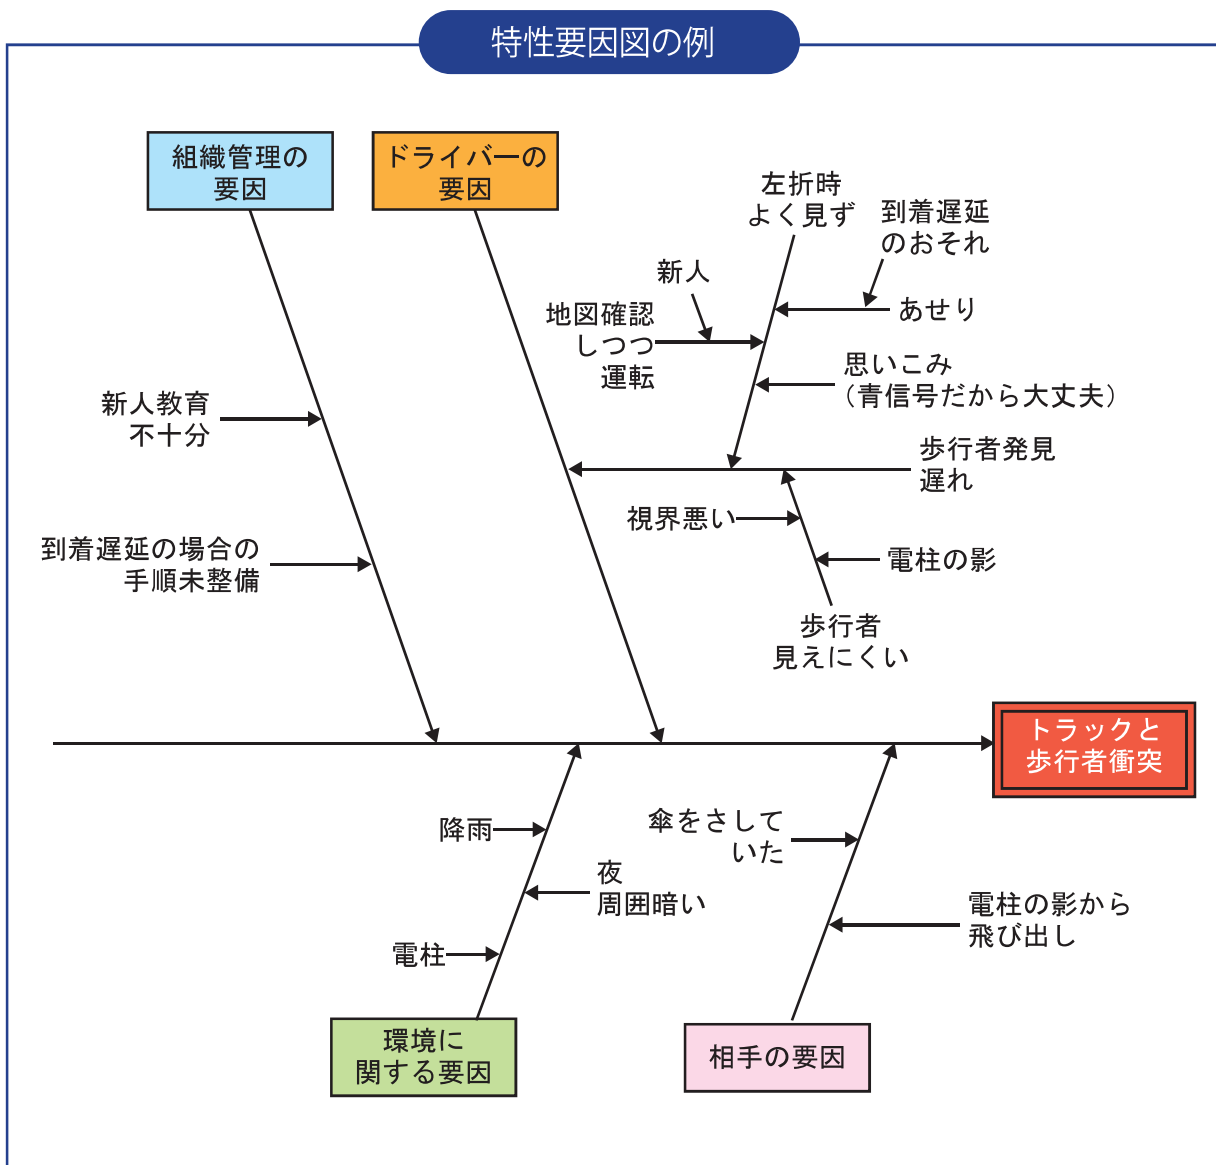 特性要因図の例
組織管理の
要因
ドライバーの
要因
左折時
よく見ず
到着遅延
のおそれ
新人
あせり
地図確認
しつつ
運転
思いこみ
（青信号だから大丈夫）
新人教育
不十分
歩行者発見
遅れ
視界悪い
到着遅延の場合の
手順未整備
電柱の影
歩行者
見えにくい
トラックと
歩行者衝突
降雨
傘をさして
いた
夜
周囲暗い
電柱の影から
飛び出し
電柱
環境に
関する要因
相手の要因